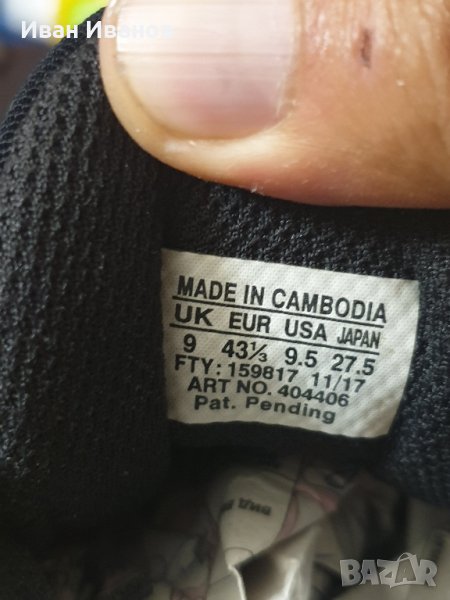 Иван Иванов
MADE IN CAMBODIA
UK EUR USA JAPAN
9 43⅓ 9.5 27.5
FTY: 159817 11/17
ART NO. 404406
Pat. Pending
BAZAR